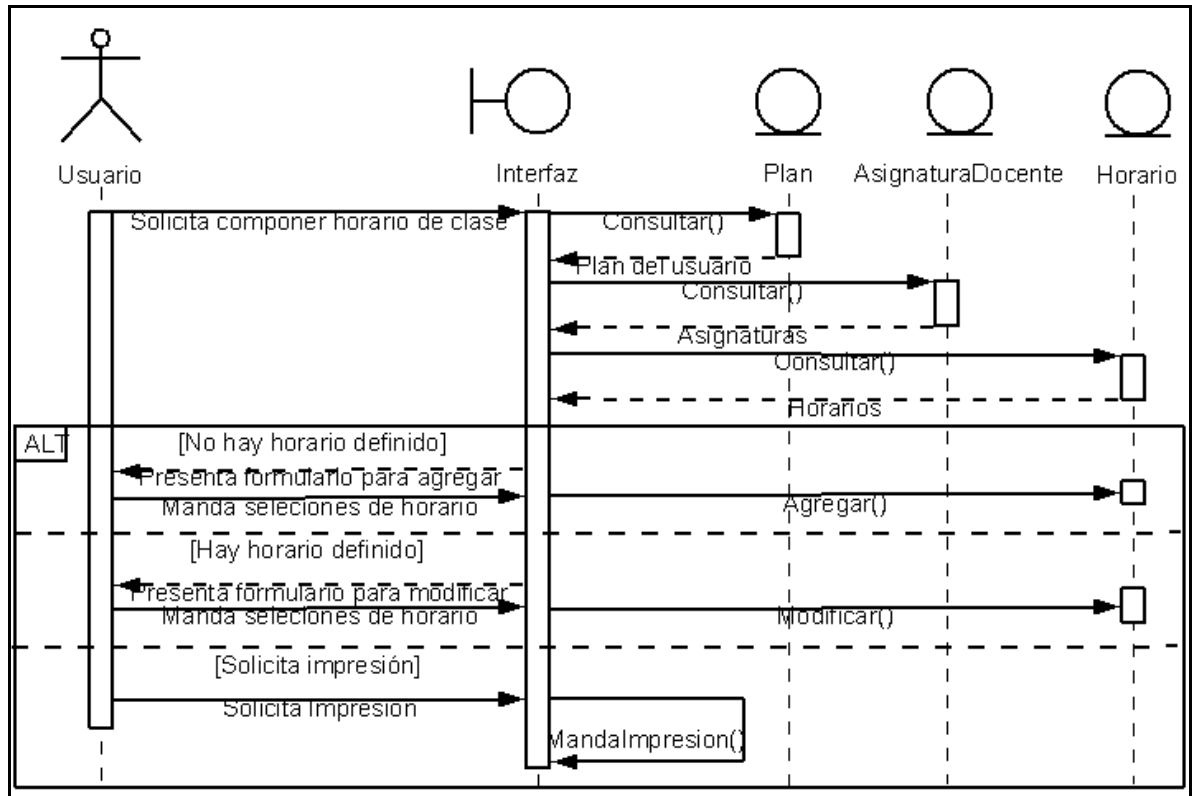 Usuario
Interfaz
Plan
AsignaturaDocente
Horario
Solicita componer horario de clase
Consultar()
Plan del usuario
Consultar()
Asignaturas
Consultar()
Horarios
ALT
[No hay horario definido]
Presenta formulario para agregar
Manda seleciones de horario
Agregar()
[Hay horario definido]
Presenta formulario para modificar
Manda seleciones de horario
Modificar()
[Solicita impresión]
Solicita Impresion
MandaImpresion()